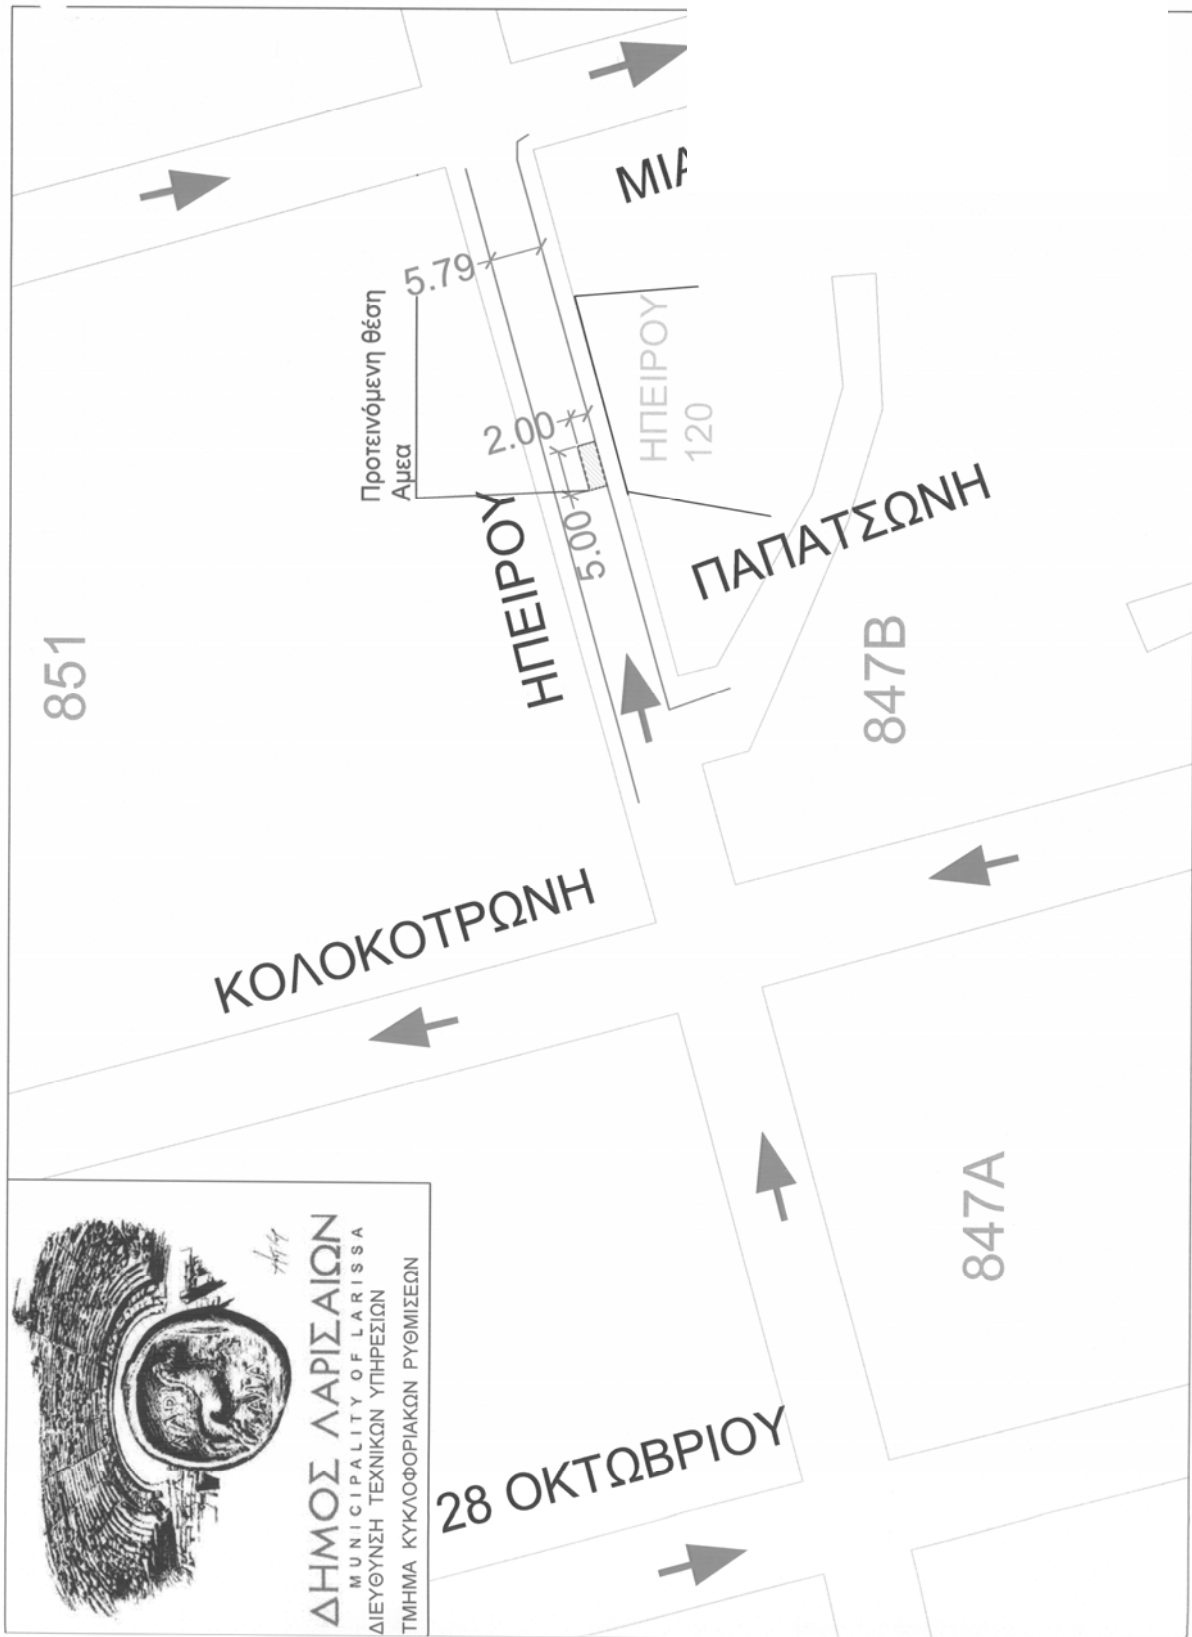 ΜΙΑ
5.79
Προτεινόμενη θέση
Αμεα
2.00
5.00
ΗΠΕΙΡΟΥ
120
ΗΠΕΙΡΟΥ
ΠΑΠΑΤΣΩΝΗ
851
847Β
ΚΟΛΟΚΟΤΡΩΝΗ
847Α
28 ΟΚΤΩΒΡΙΟΥ
ΔΗΜΟΣ ΛΑΡΙΣΑΙΩΝ
MUNICIPALITY OF LARISSA
ΔΙΕΥΘΥΝΣΗ ΤΕΧΝΙΚΩΝ ΥΠΗΡΕΣΙΩΝ
ΤΜΗΜΑ ΚΥΚΛΟΦΟΡΙΑΚΩΝ ΡΥΘΜΙΣΕΩΝ